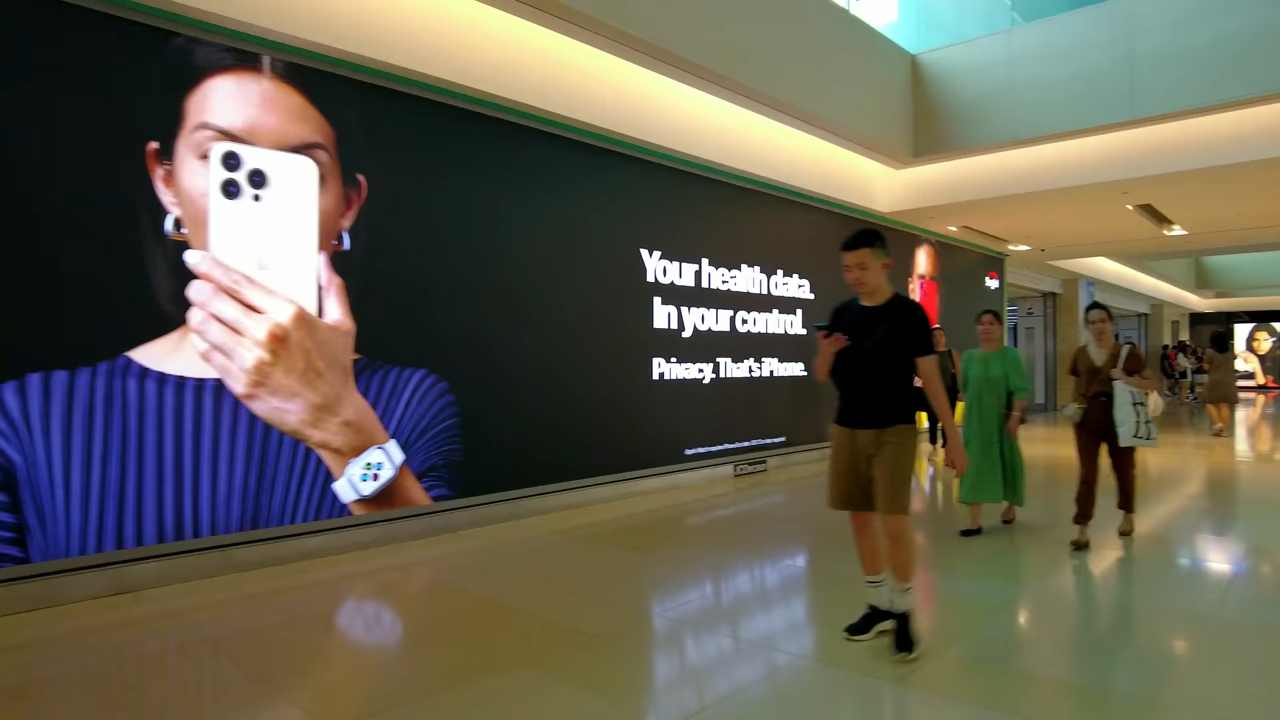 Your health data.
In your control.
Privacy. That's iPhone.